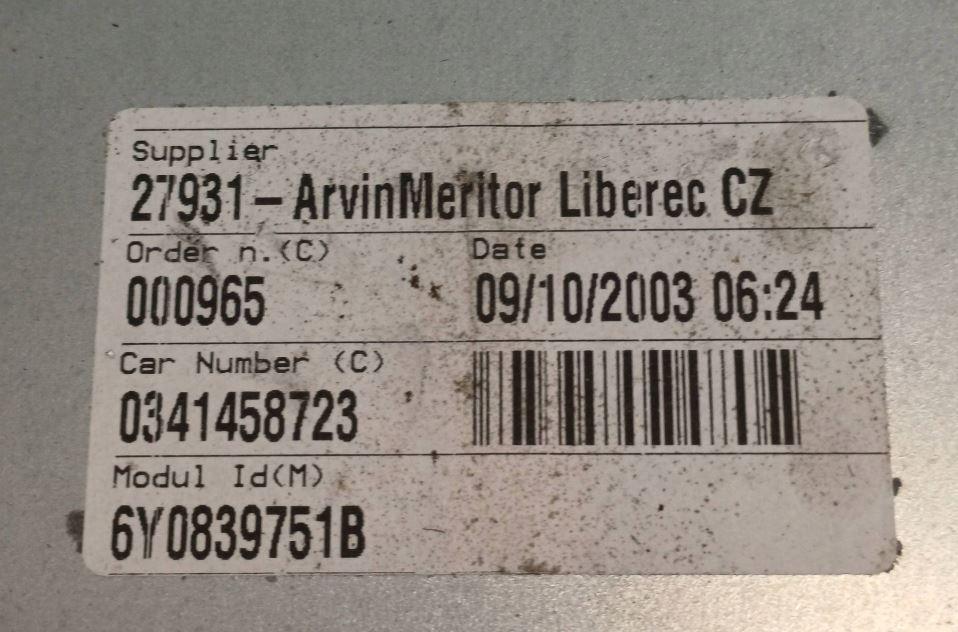 Supplier
27931 – ArvinMeritor Liberec CZ
Order n.(C) Date
000965 09/10/2003 06:24
Car Number (C)
0341458723
Modul Id(M)
6Y0839751B